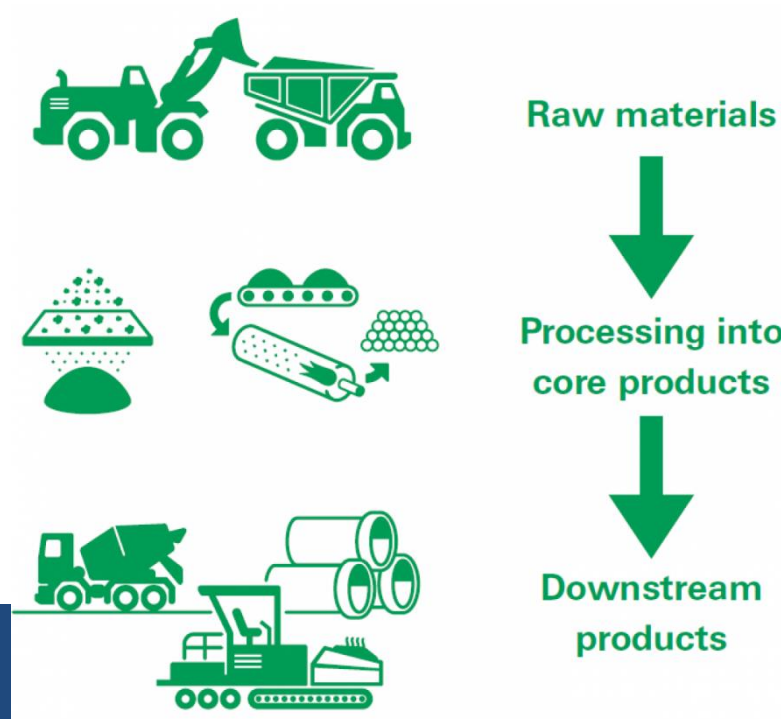 Raw materials
Processing into
core products
Downstream
products